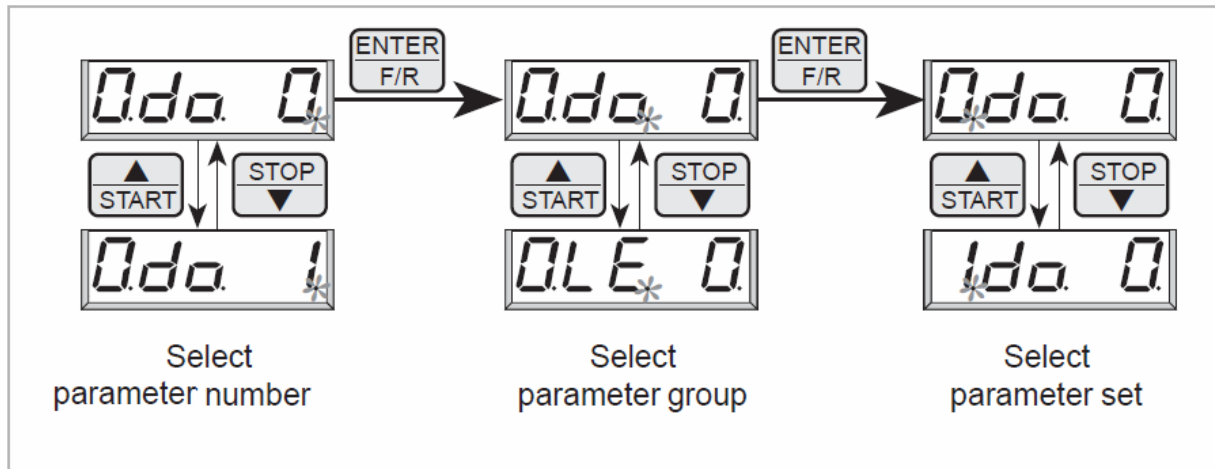 ENTER
F/R
ENTER
F/R
0.do. 0.
0.do. 0.
0.do. 0.
▲
START
STOP
▼
▲
START
STOP
▼
▲
START
STOP
▼
0.do. 1.
0.LE. 0.
1.do. 0.
Select
parameter number
Select
parameter group
Select
parameter set